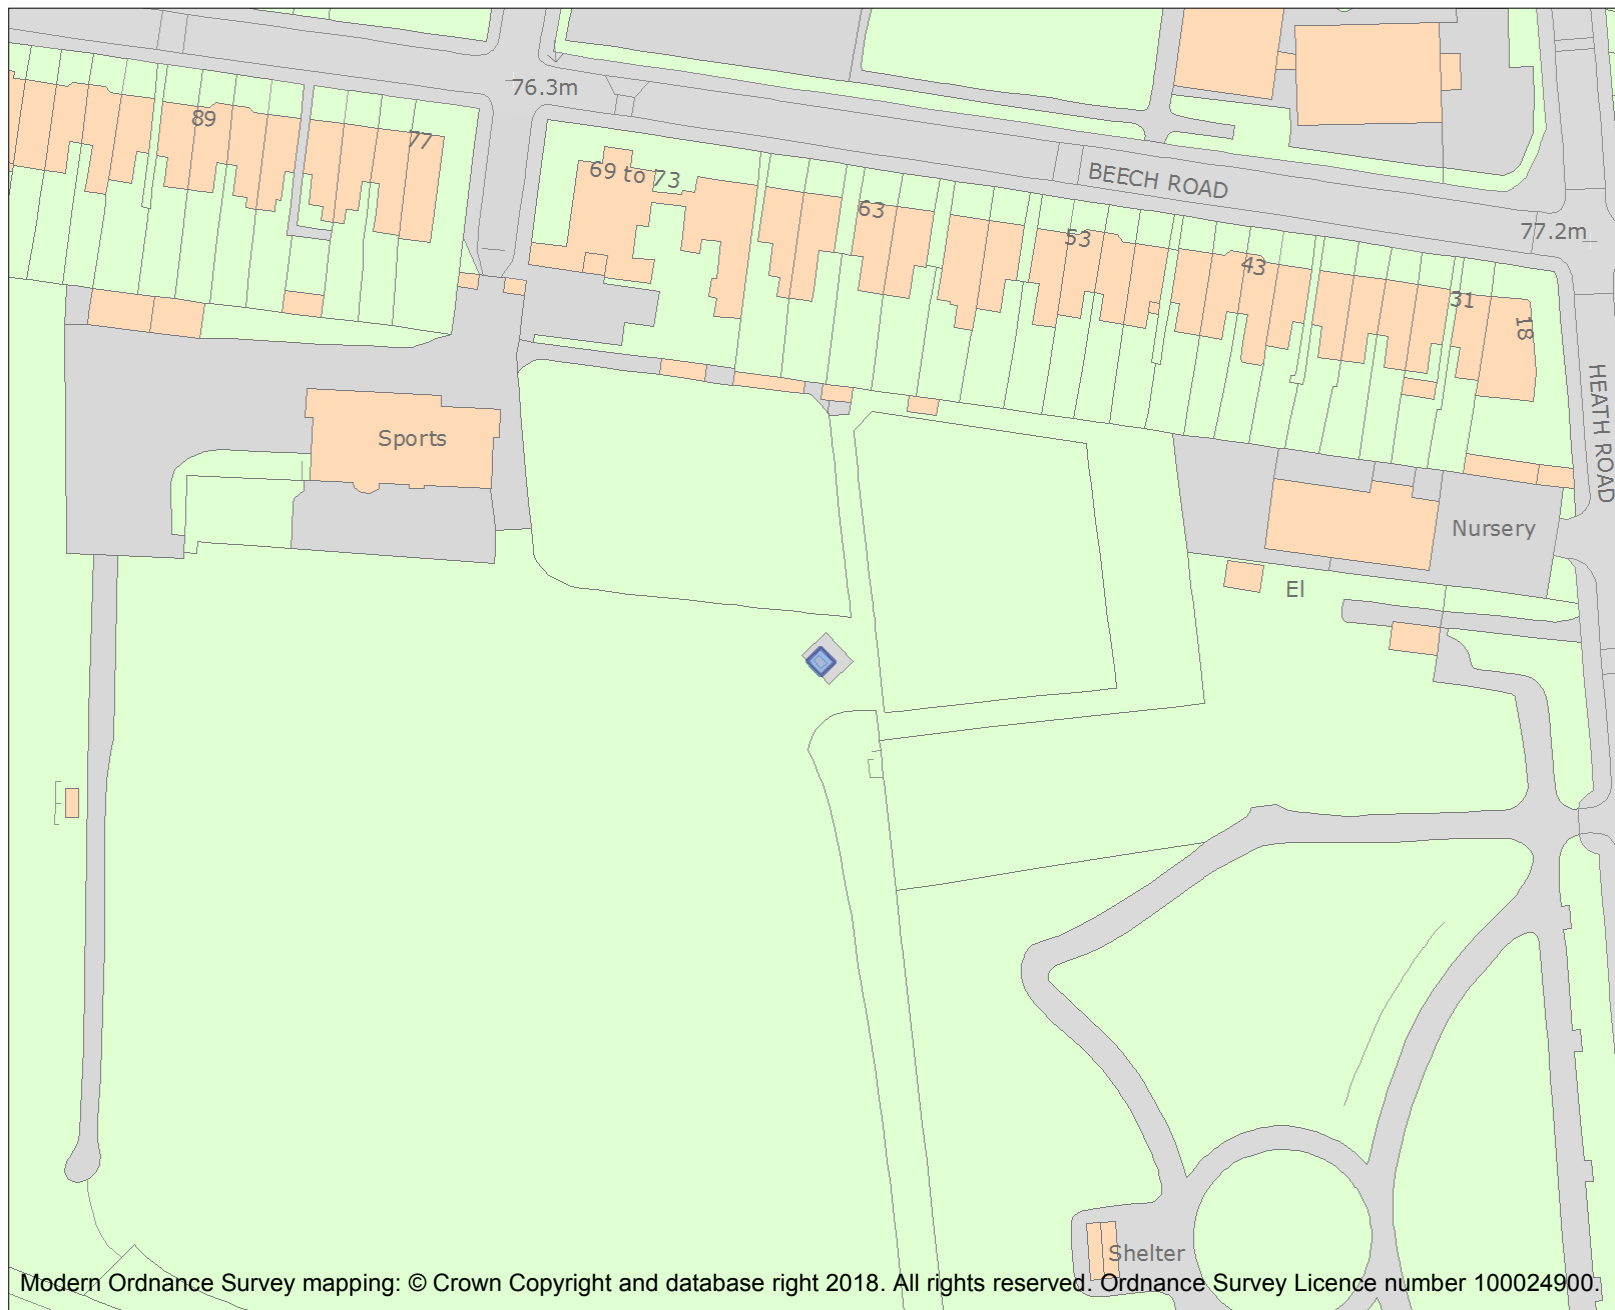 76.3m
89
77
69 to 73
BEECH ROAD
63
53
77.2m
43
31
18
HEATH ROAD
Sports
Nursery
El
Shelter
Modern Ordnance Survey mapping: © Crown Copyright and database right 2018. All rights reserved. Ordnance Survey Licence number 100024900.